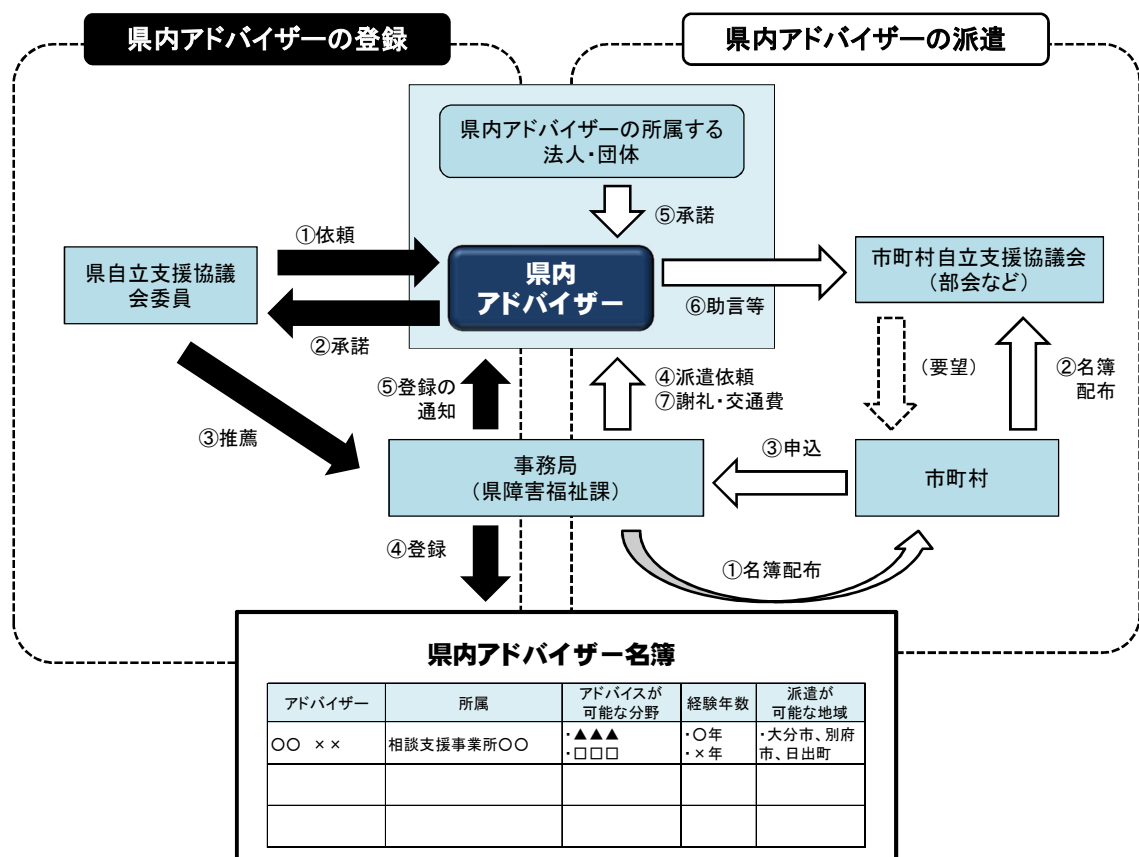 県内アドバイザーの登録
県内アドバイザーの派遣
県内アドバイザーの所属する
法人・団体
⑤承諾
①依頼
県自立支援協議
会委員
県内
アドバイザー
市町村自立支援協議会
（部会など）
⑥助言等
②承諾
⑤登録の
通知
④派遣依頼
⑦謝礼・交通費
（要望）
②名簿
配布
③推薦
事務局
（県障害福祉課）
③申込
市町村
④登録
①名簿配布
県内アドバイザー名簿
アドバイザー
所属
アドバイスが
可能な分野
経験年数
派遣が
可能な地域
〇〇　××
相談支援事業所〇〇
・▲▲▲
・□□□
・〇年
・×年
・大分市、別府
市、日出町